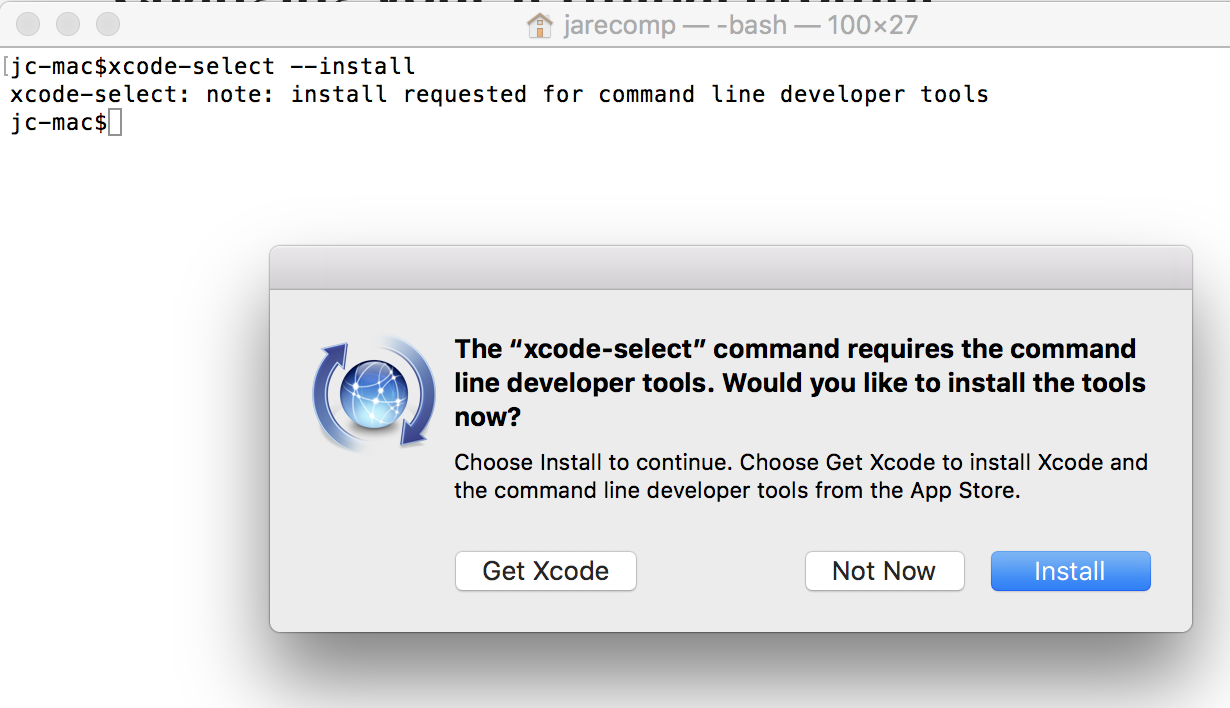 jarecomp — -bash — 100×27
[jc-mac$xcode-select --install
xcode-select: note: install requested for command line developer tools
jc-mac$
The “xcode-select” command requires the command
line developer tools. Would you like to install the tools
now?
Choose Install to continue. Choose Get Xcode to install Xcode and
the command line developer tools from the App Store.
Get Xcode Not Now Install